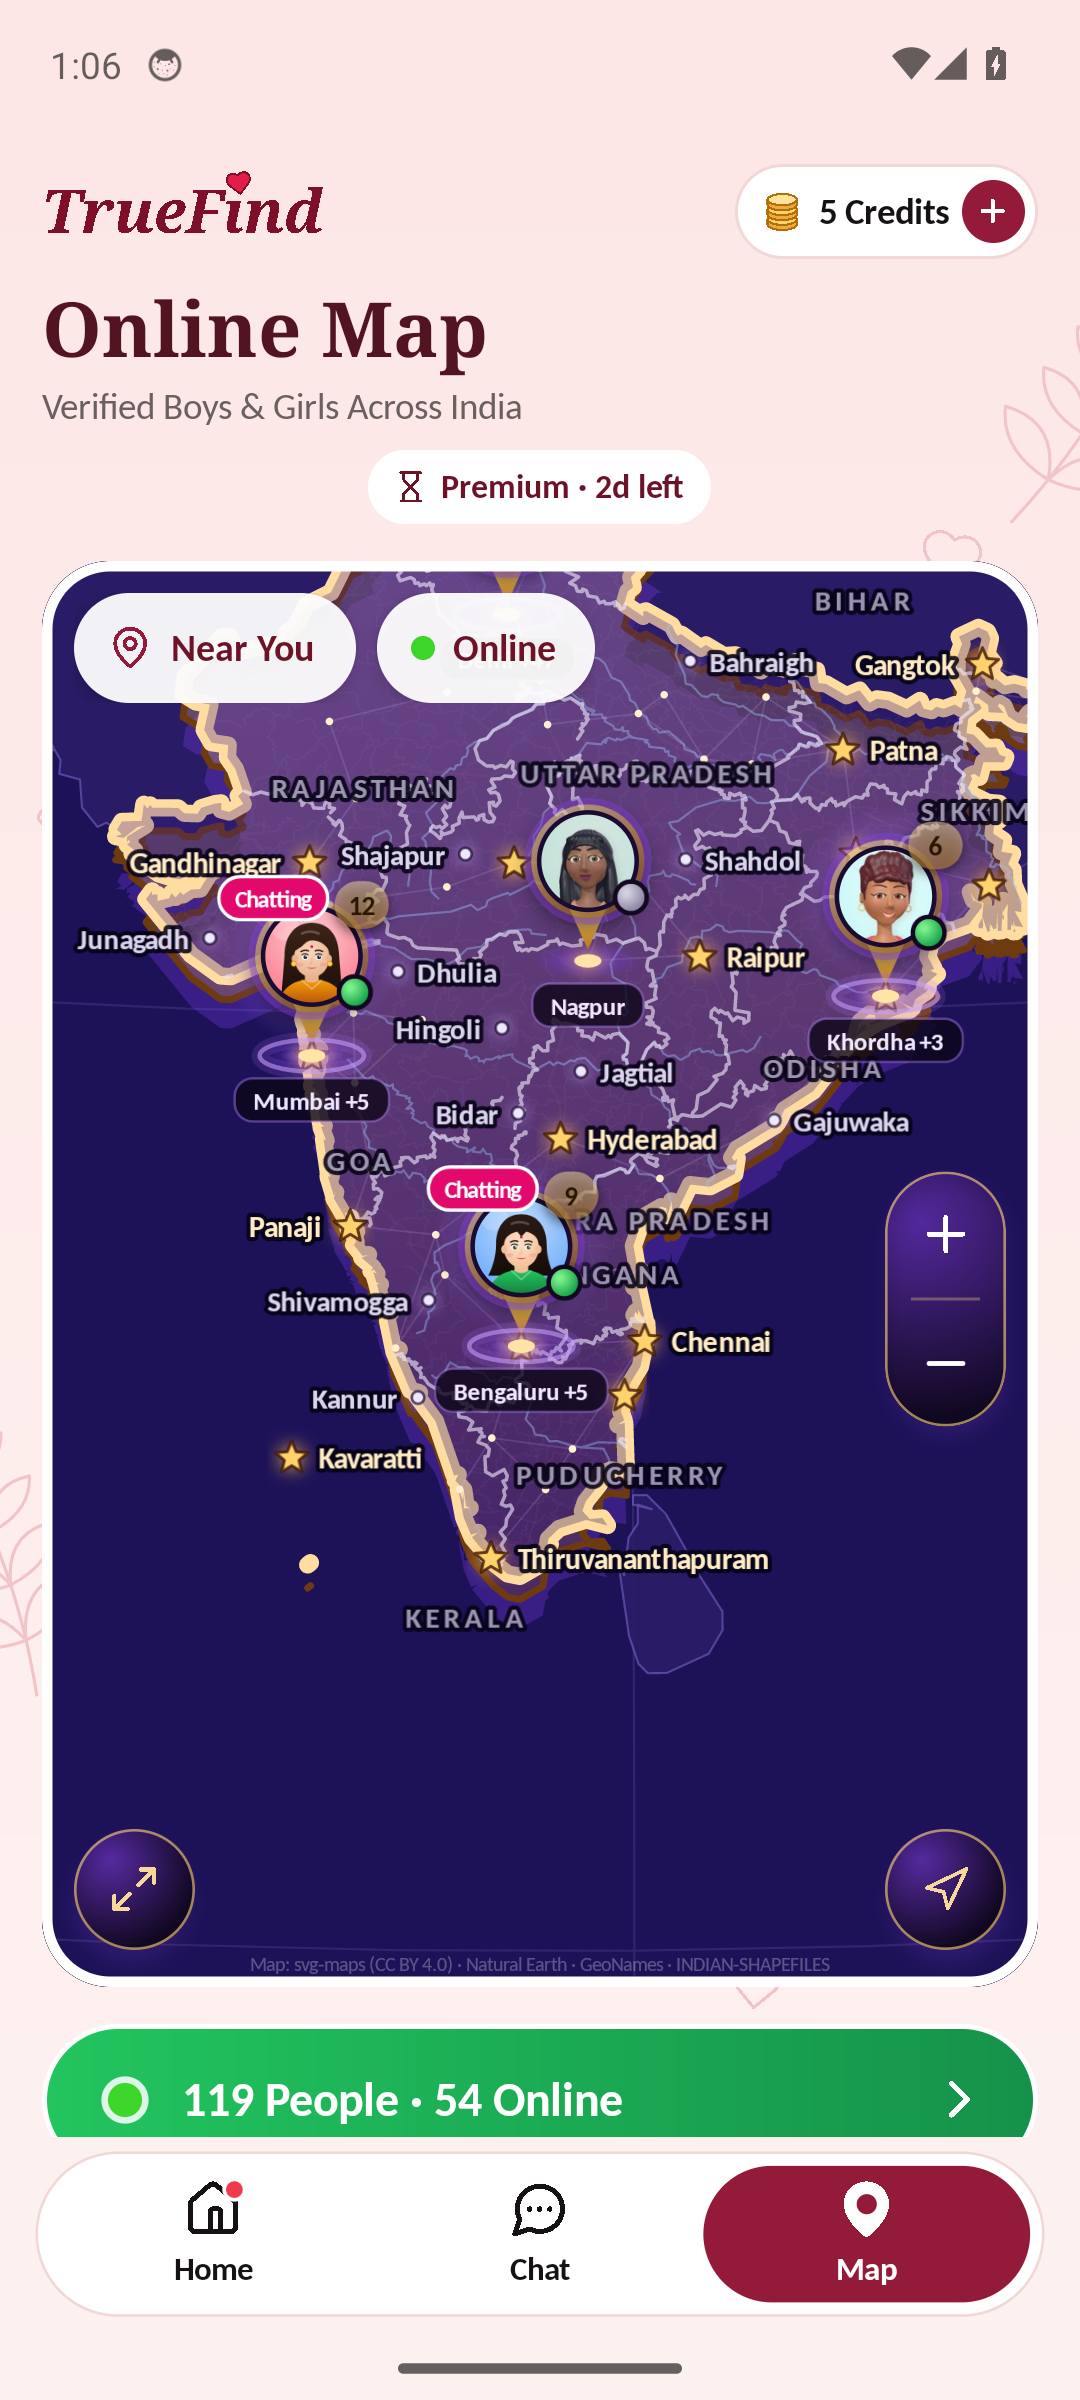 1:06
TrueFind
5 Credits
Online Map
Verified Boys & Girls Across India
Premium · 2d left
Near You
Online
BIHAR
Bahraigh
Gangtok
Patna
UTTAR PRADESH
RAJASTHAN
SIKKIM
Gandhinagar
Shajapur
Shahdol
6
Chatting
12
Junagadh
Dhulia
Raipur
Nagpur
Hingoli
Khordha +3
ODISHA
Jagtial
Mumbai +5
Bidar
Gajuwaka
Hyderabad
GOA
Chatting
9
RA PRADESH
Panaji
NGANA
Shivamogga
Chennai
Kannur
Bengaluru +5
Kavaratti
PUDUCHERRY
Thiruvananthapuram
KERALA
Map: svg-maps (CC BY 4.0) · Natural Earth · GeoNames · INDIAN-SHAPEFILES
119 People · 54 Online
Home
Chat
Map